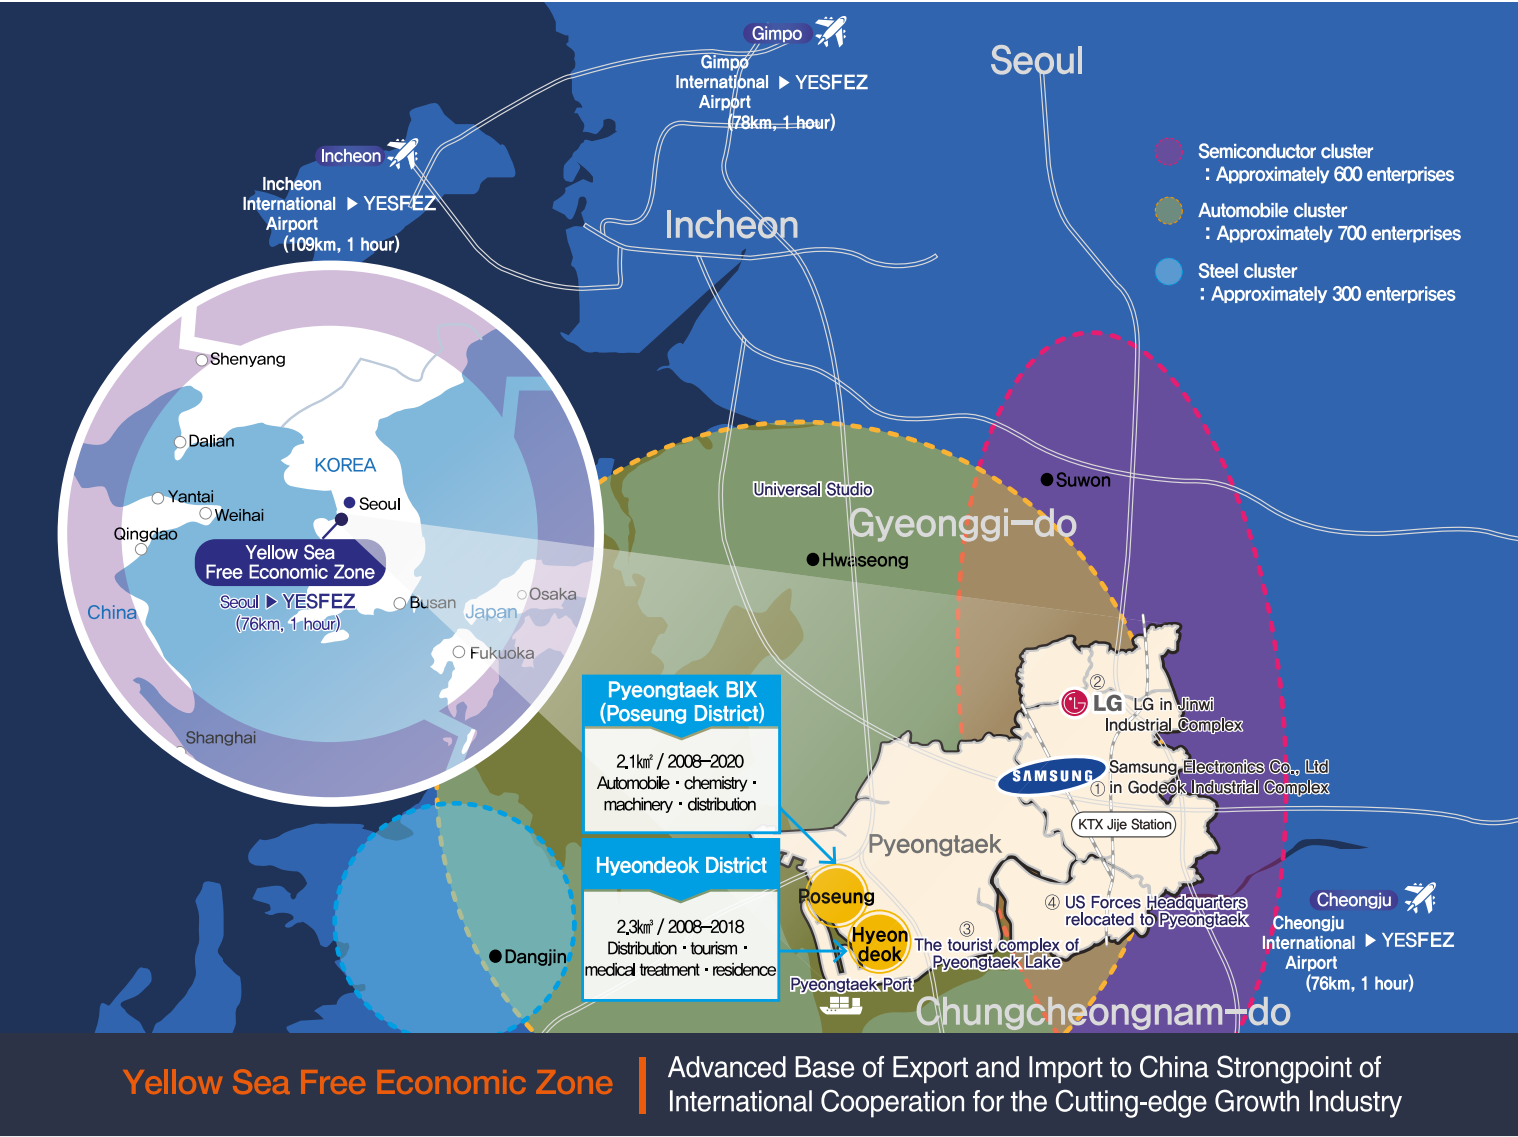 Gimpo
Gimpo
International ▶ YESFEZ
Airport
(78km, 1 hour)
Seoul
Incheon
Incheon
International ▶ YESFEZ
Airport
(109km, 1 hour)
Incheon
Semiconductor cluster
: Approximately 600 enterprises
Automobile cluster
: Approximately 700 enterprises
Steel cluster
: Approximately 300 enterprises
Shenyang
Dalian
KOREA
Yantai
Seoul
Weihai
Qingdao
Yellow Sea
Free Economic Zone
Seoul ▶ YESFEZ
(76km, 1 hour)
China
Busan
Osaka
Japan
Fukuoka
Shanghai
Universal Studio
Suwon
Gyeonggi-do
Hwaseong
Pyeongtaek BIX
(Poseung District)
2.1㎢ / 2008-2020
Automobile · chemistry ·
machinery · distribution
Hyeondeok District
2.3㎢ / 2008-2018
Distribution · tourism ·
medical treatment · residence
②
LG LG in Jinwi
Industrial Complex
SAMSUNG Samsung Electronics Co., Ltd
① in Godeok Industrial Complex
KTX Jije Station
Pyeongtaek
Poseung
Hyeon
deok
④ US Forces Headquarters
relocated to Pyeongtaek
③
The tourist complex of
Pyeongtaek Lake
Pyeongtaek Port
Dangjin
Cheongju
Cheongju
International ▶ YESFEZ
Airport
(76km, 1 hour)
Chungcheongnam-do
Yellow Sea Free Economic Zone
Advanced Base of Export and Import to China Strongpoint of
International Cooperation for the Cutting-edge Growth Industry